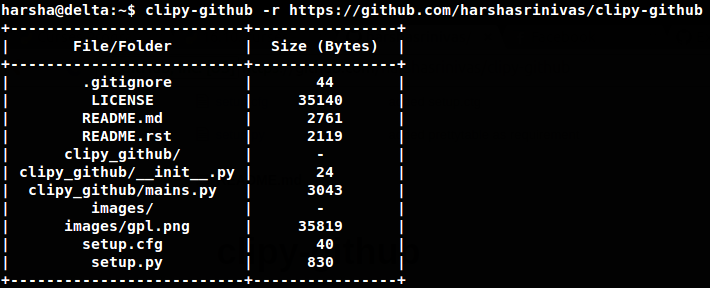 harsha@delta:~$ clipy-github -r https://github.com/harshasrinivas/clipy-github
+--------------------------+----------------+
|       File/Folder        |  Size (Bytes)  |
+--------------------------+----------------+
|        .gitignore        |       44       |
|         LICENSE          |     35140      |
|        README.md         |      2761      |
|        README.rst        |      2119      |
|      clipy_github/       |       -        |
| clipy_github/__init__.py |       24       |
|  clipy_github/mains.py   |      3043      |
|         images/          |       -        |
|      images/gpl.png      |     35819      |
|        setup.cfg         |       40       |
|         setup.py         |      830       |
+--------------------------+----------------+